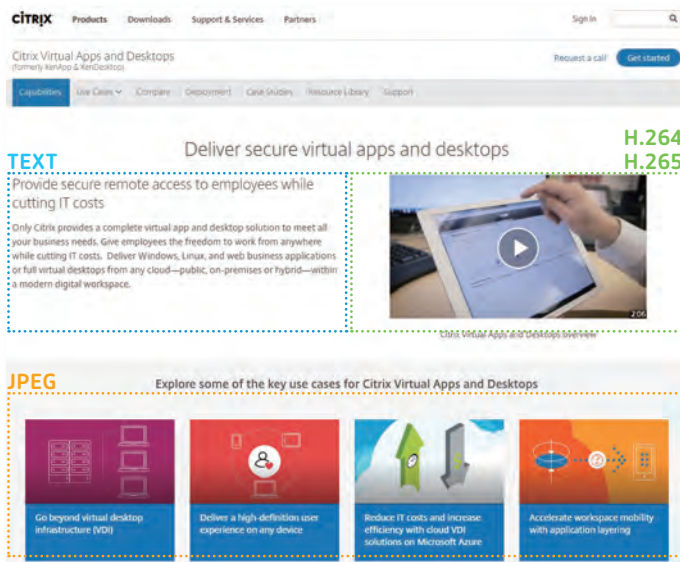 CİTRIX Products Downloads Support & Services Partners Sign In
Citrix Virtual Apps and Desktops
(formerly XenApp & XenDesktop)
Request a call Get started
Capabilities Use Cases Compare Deployment Case Studies Resource Library Support
Deliver secure virtual apps and desktops
H.264
H.265
TEXT
Provide secure remote access to employees while
cutting IT costs
Only Citrix provides a complete virtual app and desktop solution to meet all
your business needs. Give employees the freedom to work from anywhere
while cutting IT costs. Deliver Windows, Linux, and web business applications
or full virtual desktops from any cloud—public, on-premises or hybrid—within
a modern digital workspace.
2:06
Citrix Virtual Apps and Desktops overview
JPEG
Explore some of the key use cases for Citrix Virtual Apps and Desktops
Go beyond virtual desktop
infrastructure (VDI)
Deliver a high-definition user
experience on any device
Reduce IT costs and increase
efficiency with cloud VDI
solutions on Microsoft Azure
Accelerate workspace mobility
with application layering